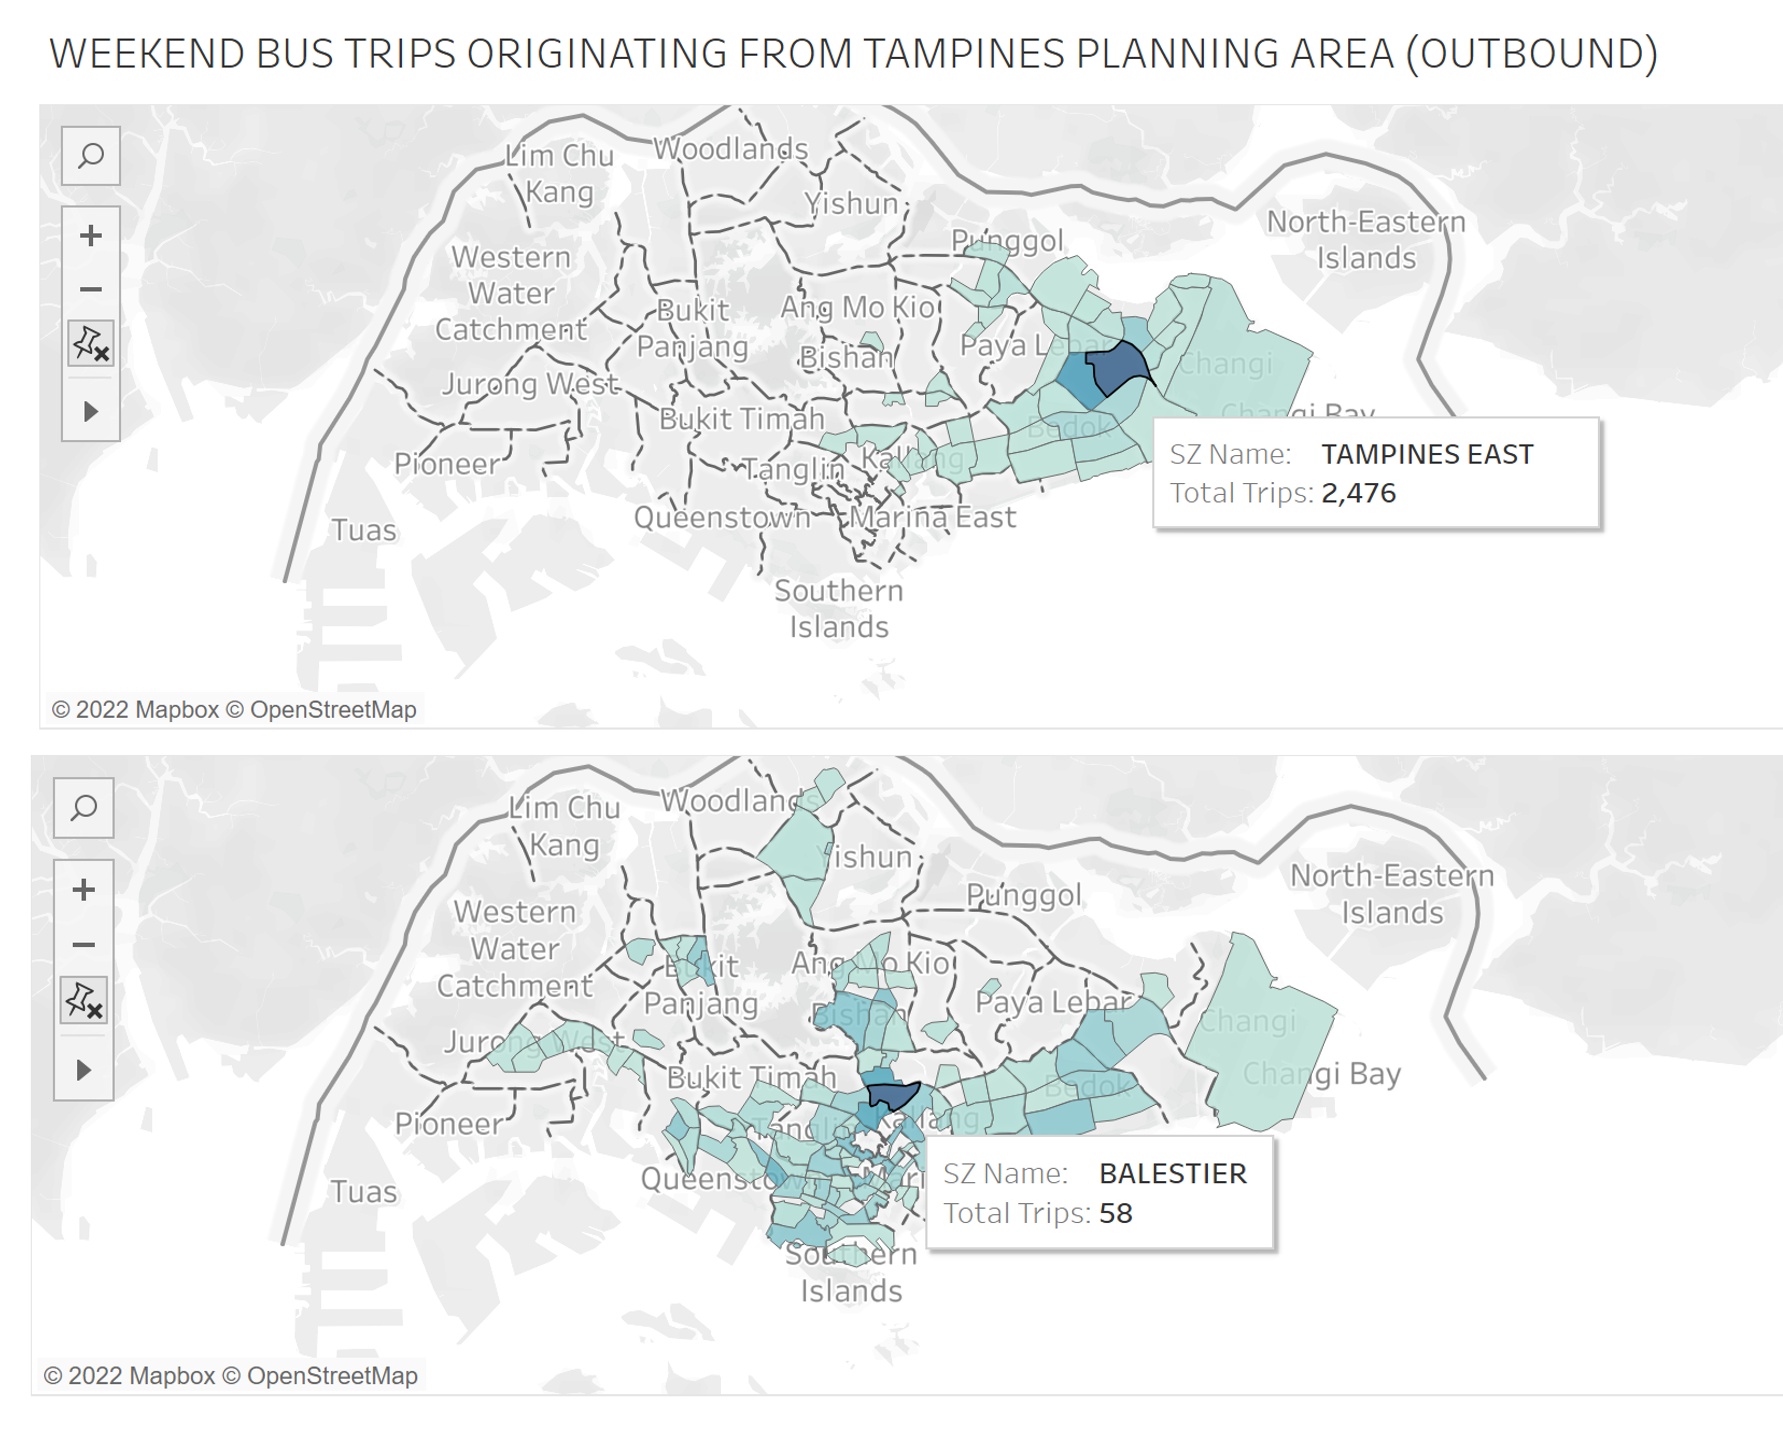 WEEKEND BUS TRIPS ORIGINATING FROM TAMPINES PLANNING AREA (OUTBOUND)
Lim Chu
Kang
Woodlands
Yishun
North-Eastern
Islands
Punggol
Western
Water
Catchment
Bukit
Panjang
Ang Mo Kio
Bishan
Paya Lebar
Changi
Jurong West
Changi Bay
Bukit Timah
Bedok
Pioneer
Tanglin
Kallang
Queenstown
Marina East
Tuas
Southern
Islands
SZ Name: TAMPINES EAST
Total Trips: 2,476
© 2022 Mapbox © OpenStreetMap
Lim Chu
Kang
Woodlands
Yishun
North-Eastern
Islands
Punggol
Western
Water
Catchment
Bukit
Panjang
Ang Mo Kio
Bishan
Paya Lebar
Changi
Jurong West
Changi Bay
Bukit Timah
Bedok
Pioneer
Tanglin
Kallang
Queenstown
Mari
Tuas
Southern
Islands
SZ Name: BALESTIER
Total Trips: 58
© 2022 Mapbox © OpenStreetMap